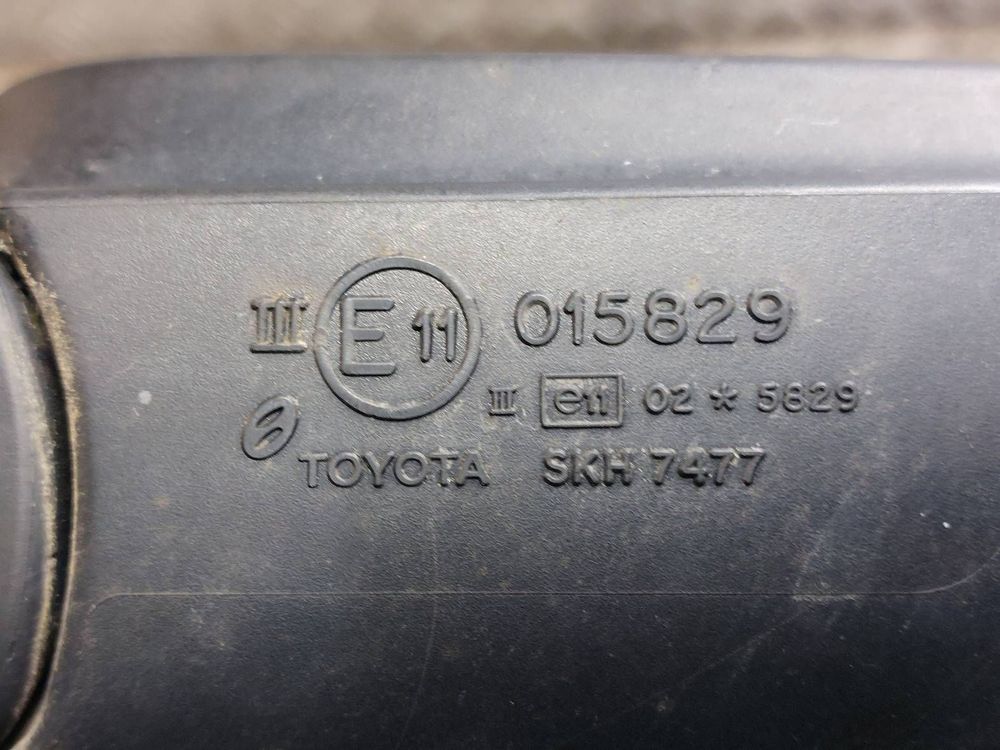 III E 11 015829
III e11 02 * 5829
TOYOTA SKH 7477